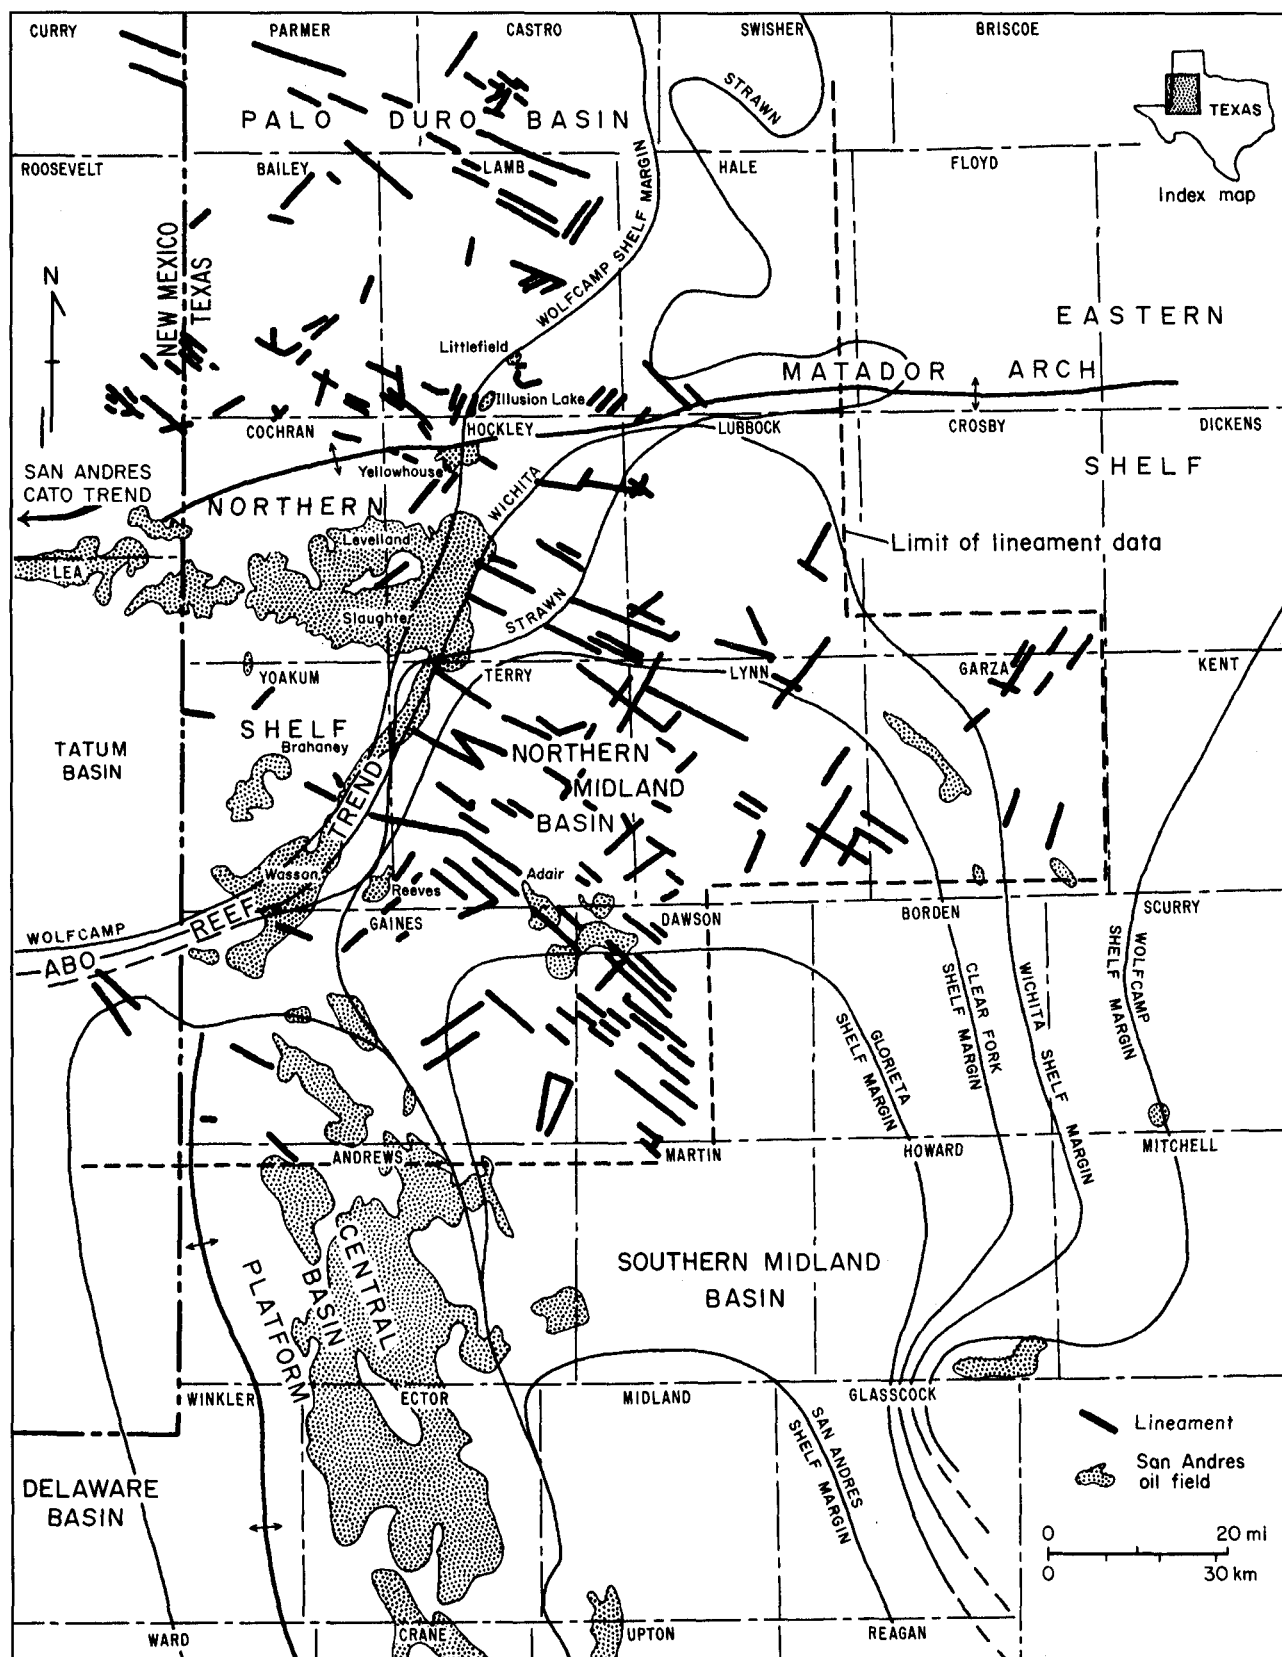 CURRY
PARMER
CASTRO
SWISHER
BRISCOE
STRAWN
TEXAS
Index map
PALO DURO BASIN
ROOSEVELT
BAILEY
LAMB
HALE
FLOYD
WOLFCAMP SHELF MARGIN
NEW MEXICO
TEXAS
N
EASTERN
Littlefield
MATADOR ARCH
Illusion Lake
COCHRAN
HOCKLEY
LUBBOCK
CROSBY
DICKENS
SAN ANDRES
CATO TREND
Yellowhouse
SHELF
NORTHERN
WICHITA
Levelland
Limit of lineament data
LEA
Slaughter
STRAWN
YOAKUM
TERRY
LYNN
GARZA
KENT
SHELF
TATUM
BASIN
Brahaney
NORTHERN
MIDLAND
BASIN
TREND
Wasson
Reeves
Adair
WOLFCAMP
REEF
ABO
GAINES
DAWSON
BORDEN
SCURRY
WOLFCAMP
SHELF MARGIN
CLEAR FORK
SHELF MARGIN
WICHITA SHELF MARGIN
GLORIETA
SHELF MARGIN
ANDREWS
MARTIN
HOWARD
MITCHELL
CENTRAL
BASIN
PLATFORM
SOUTHERN MIDLAND
BASIN
WINKLER
ECTOR
MIDLAND
GLASSCOCK
SAN ANDRES
SHELF MARGIN
Lineament
San Andres
oil field
DELAWARE
BASIN
0 20 mi
0 30 km
WARD
CRANE
UPTON
REAGAN